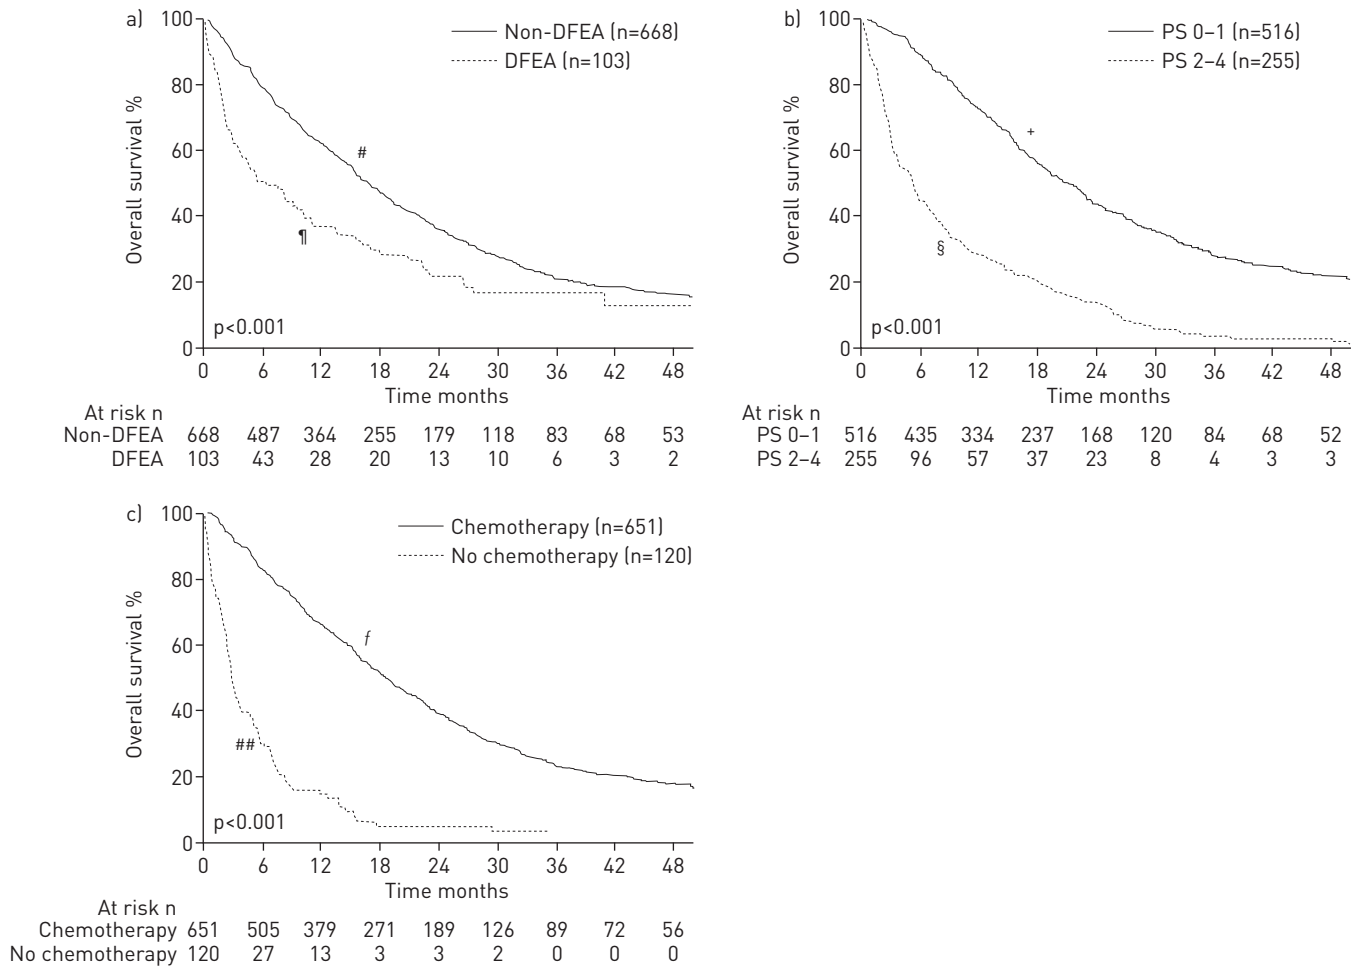 a)
Non-DFEA (n=668)
DFEA (n=103)
Overall survival %
100
80
60
40
20
0
#
¶
p<0.001
0 6 12 18 24 30 36 42 48
Time months
At risk n
Non-DFEA 668 487 364 255 179 118 83 68 53
DFEA 103 43 28 20 13 10 6 3 2
b)
PS 0–1 (n=516)
PS 2–4 (n=255)
Overall survival %
100
80
60
40
20
0
+
§
p<0.001
0 6 12 18 24 30 36 42 48
Time months
At risk n
PS 0–1 516 435 334 237 168 120 84 68 52
PS 2–4 255 96 57 37 23 8 4 3 3
c)
Chemotherapy (n=651)
No chemotherapy (n=120)
Overall survival %
100
80
60
40
20
0
ƒ
##
p<0.001
0 6 12 18 24 30 36 42 48
Time months
At risk n
Chemotherapy 651 505 379 271 189 126 89 72 56
No chemotherapy 120 27 13 3 3 2 0 0 0